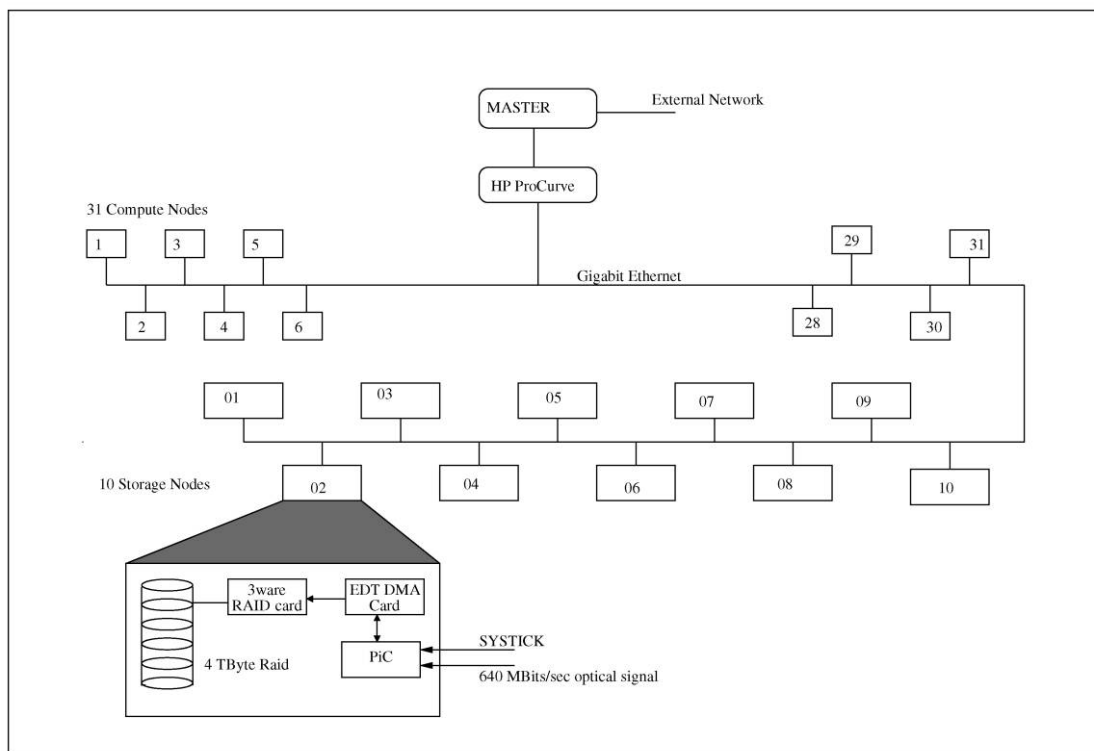 MASTER
External Network
HP ProCurve
31 Compute Nodes
1
3
5
29
31
Gigabit Ethernet
2
4
6
28
30
01
03
05
07
09
10 Storage Nodes
02
04
06
08
10
3ware
RAID card
EDT DMA
Card
SYSTICK
PiC
4 TByte Raid
640 MBits/sec optical signal